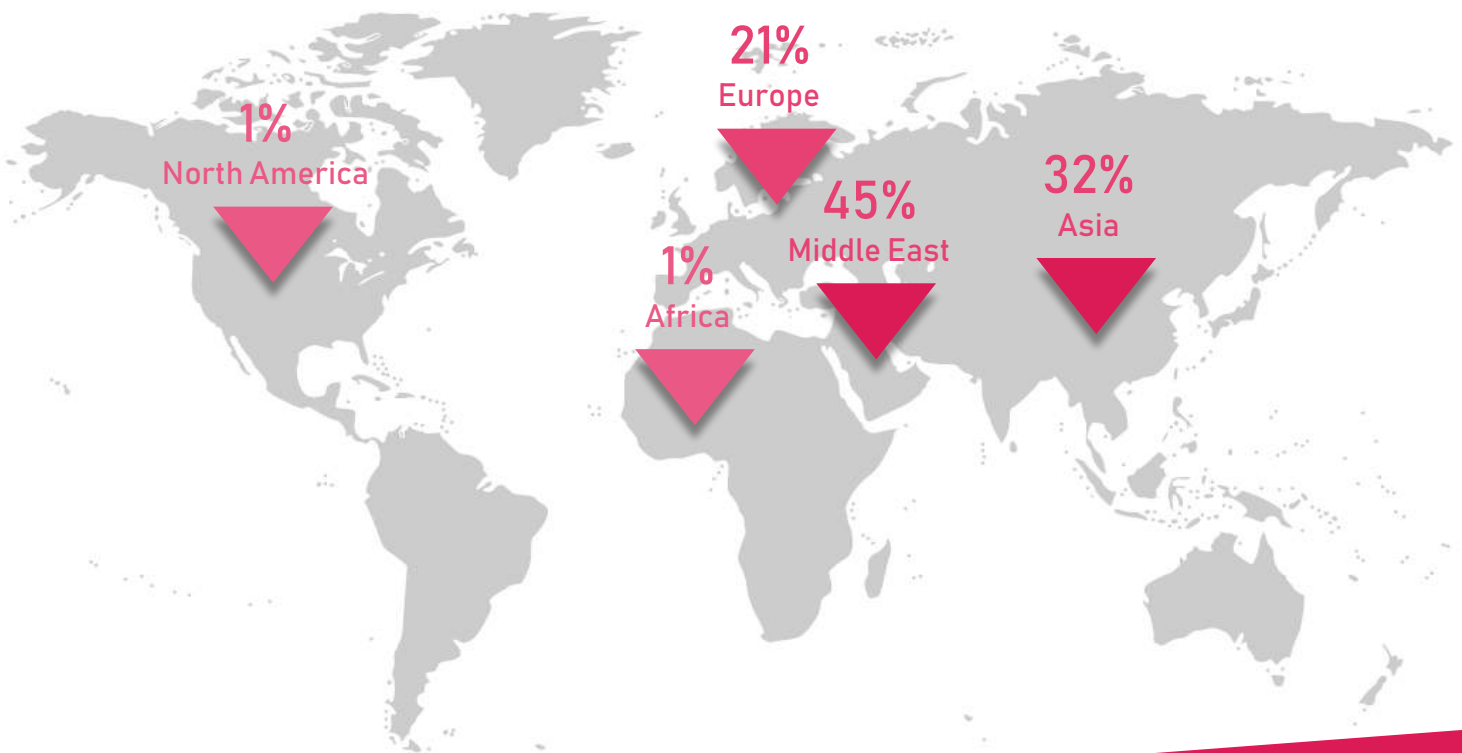 21%
Europe
1%
North America
32%
Asia
45%
Middle East
1%
Africa